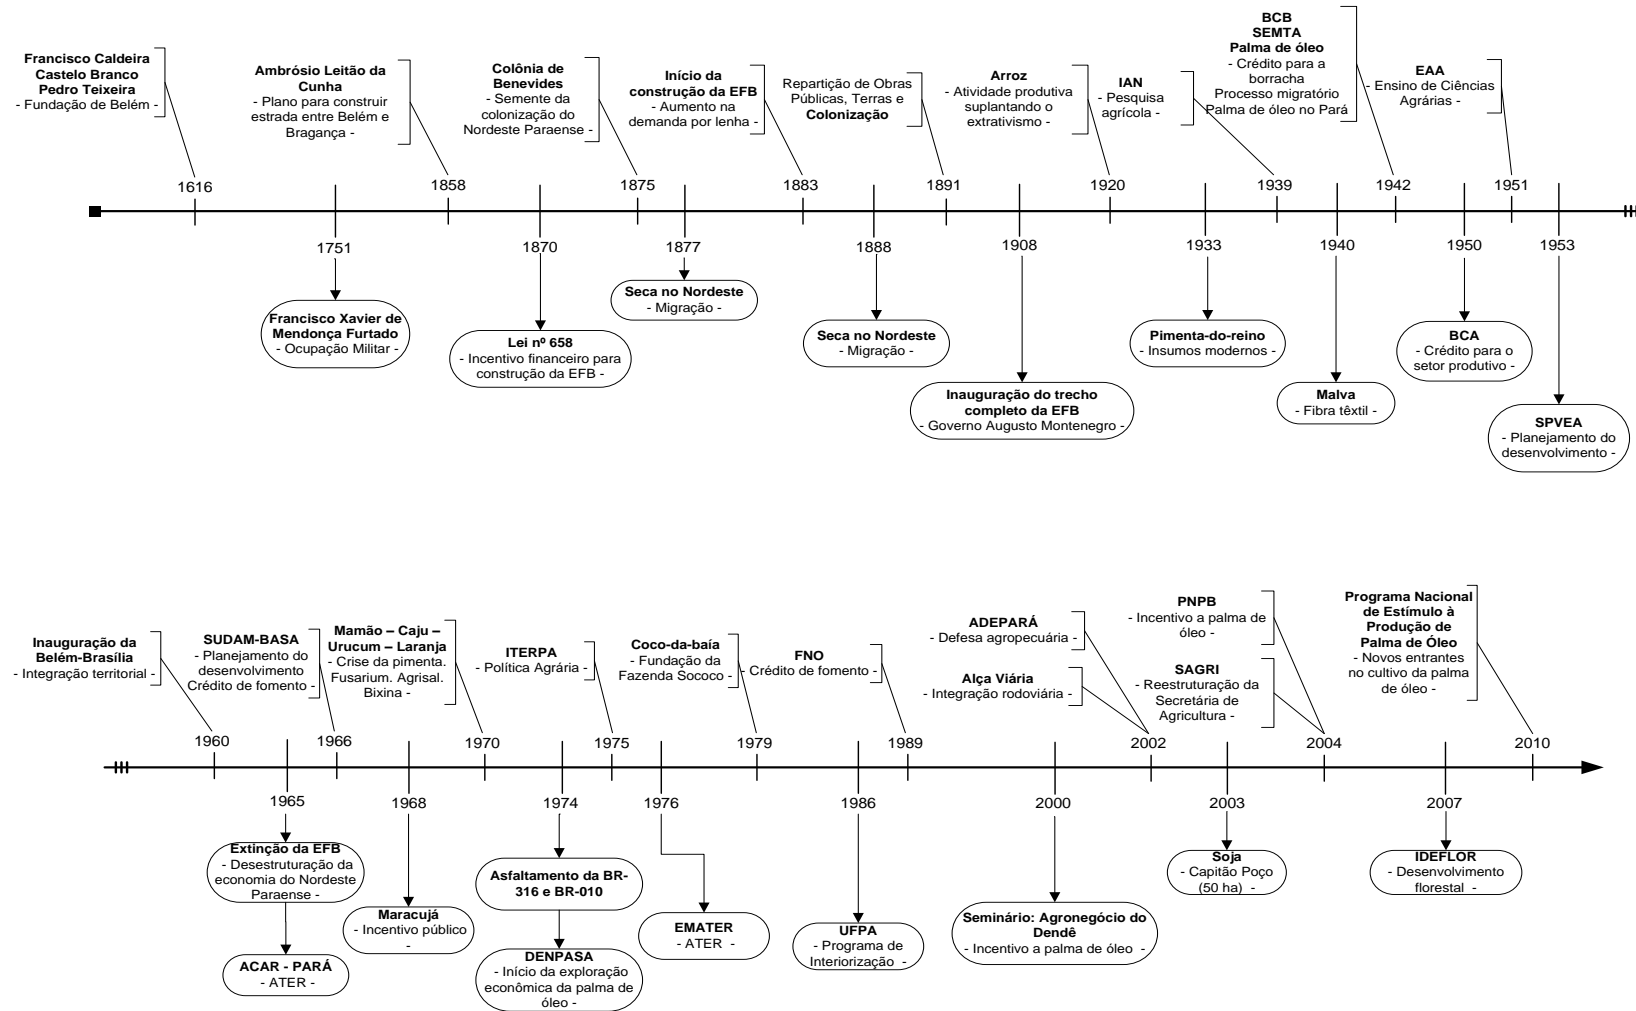 Francisco Caldeira
Castelo Branco
Pedro Teixeira
- Fundação de Belém -
Ambrósio Leitão da
Cunha
- Plano para construir
estrada entre Belém e
Bragança -
Colônia de
Benevides
- Semente da
colonização do
Nordeste Paraense -
Início da
construção da EFB
- Aumento na
demanda por lenha -
Repartição de Obras
Públicas, Terras e
Colonização
Arroz
- Atividade produtiva
suplantando o
extrativismo -
IAN
- Pesquisa
agrícola -
BCB
SEMTA
Palma de óleo
- Crédito para a
borracha
Processo migratório
Palma de óleo no Pará
EAA
- Ensino de Ciências
Agrárias -
1616
1858
1875
1883
1891
1920
1939
1942
1951
1751
1870
1877
1888
1908
1933
1940
1950
1953
Francisco Xavier de
Mendonça Furtado
- Ocupação Militar -
Lei nº 658
- Incentivo financeiro para
construção da EFB -
Seca no Nordeste
- Migração -
Seca no Nordeste
- Migração -
Inauguração do trecho
completo da EFB
- Governo Augusto Montenegro -
Pimenta-do-reino
- Insumos modernos -
Malva
- Fibra têxtil -
BCA
- Crédito para o
setor produtivo -
SPVEA
- Planejamento do
desenvolvimento -
Inauguração da
Belém-Brasília
- Integração territorial -
SUDAM-BASA
- Planejamento do
desenvolvimento
Crédito de fomento -
Mamão – Caju –
Urucum – Laranja
- Crise da pimenta.
Fusarium. Agrisal.
Bixina -
ITERPA
- Política Agrária -
Coco-da-baía
- Fundação da
Fazenda Sococo -
FNO
- Crédito de fomento -
ADEPARÁ
- Defesa agropecuária -
Alça Viária
- Integração rodoviária -
PNPB
- Incentivo a palma de
óleo -
SAGRI
- Reestruturação da
Secretária de
Agricultura -
Programa Nacional
de Estímulo à
Produção de
Palma de Óleo
- Novos entrantes
no cultivo da palma
de óleo -
1960
1966
1970
1975
1979
1989
2002
2004
2010
1965
1968
1974
1976
1986
2000
2003
2007
Extinção da EFB
- Desestruturação da
economia do Nordeste
Paraense -
ACAR - PARÁ
- ATER -
Maracujá
- Incentivo público
-
Asfaltamento da BR-
316 e BR-010
DENPASA
- Início da exploração
econômica da palma de
óleo -
EMATER
- ATER -
UFPA
- Programa de
Interiorização -
Seminário: Agronegócio do
Dendê
- Incentivo a palma de óleo -
Soja
- Capitão Poço
(50 ha) -
IDEFLOR
- Desenvolvimento
florestal -